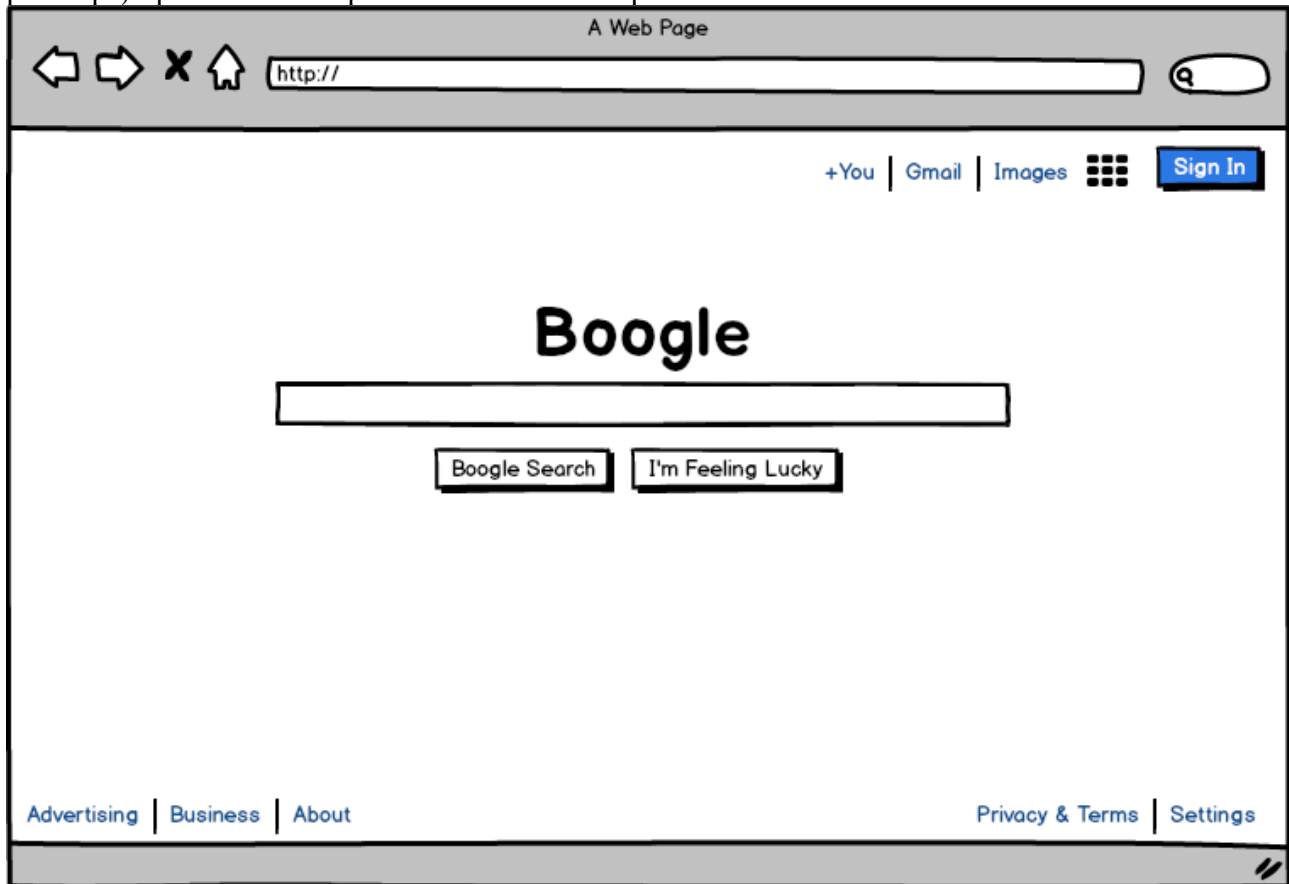 A Web Page
http://
+You Gmail Images Sign In
Boogle
Boogle Search I'm Feeling Lucky
Advertising Business About Privacy & Terms Settings